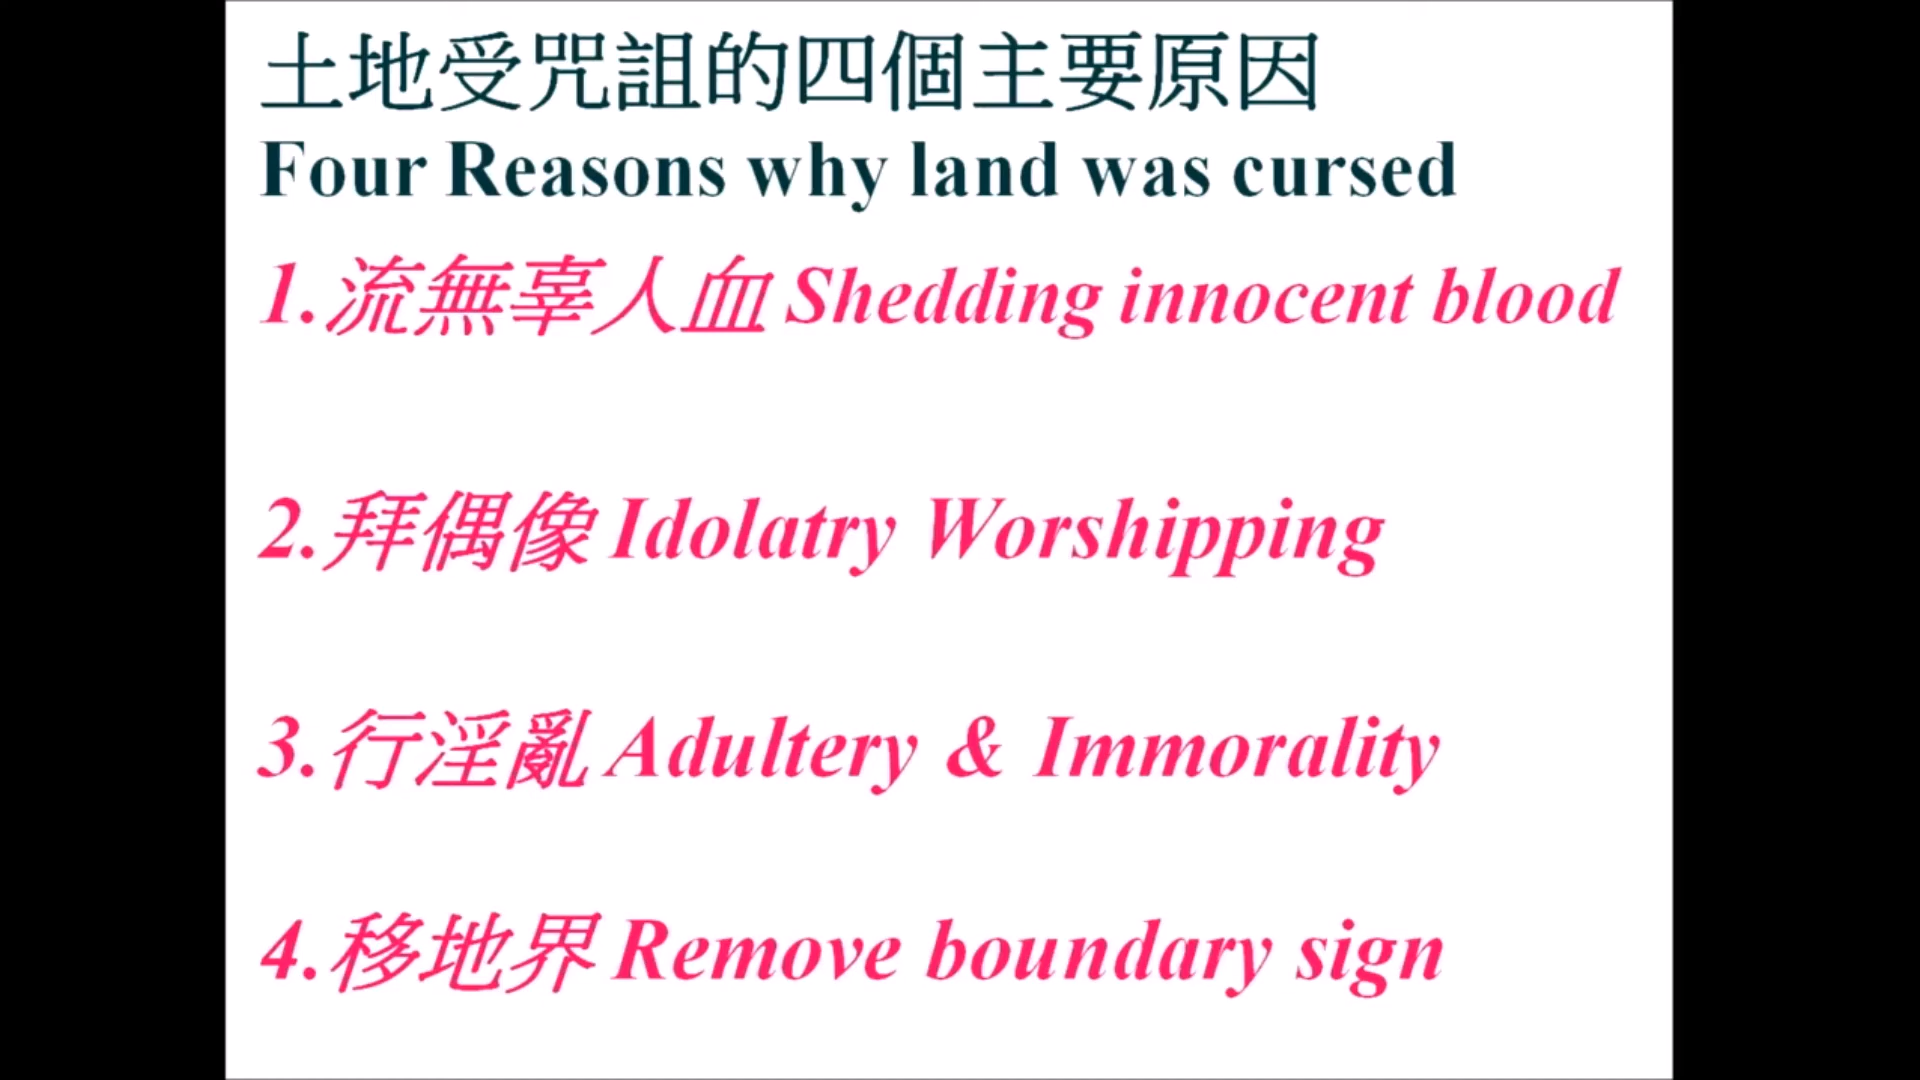 土地受咒詛的四個主要原因
Four Reasons why land was cursed
1.流無辜人血 Shedding innocent blood
2.拜偶像 Idolatry Worshipping
3.行淫亂 Adultery & Immorality
4.移地界 Remove boundary sign